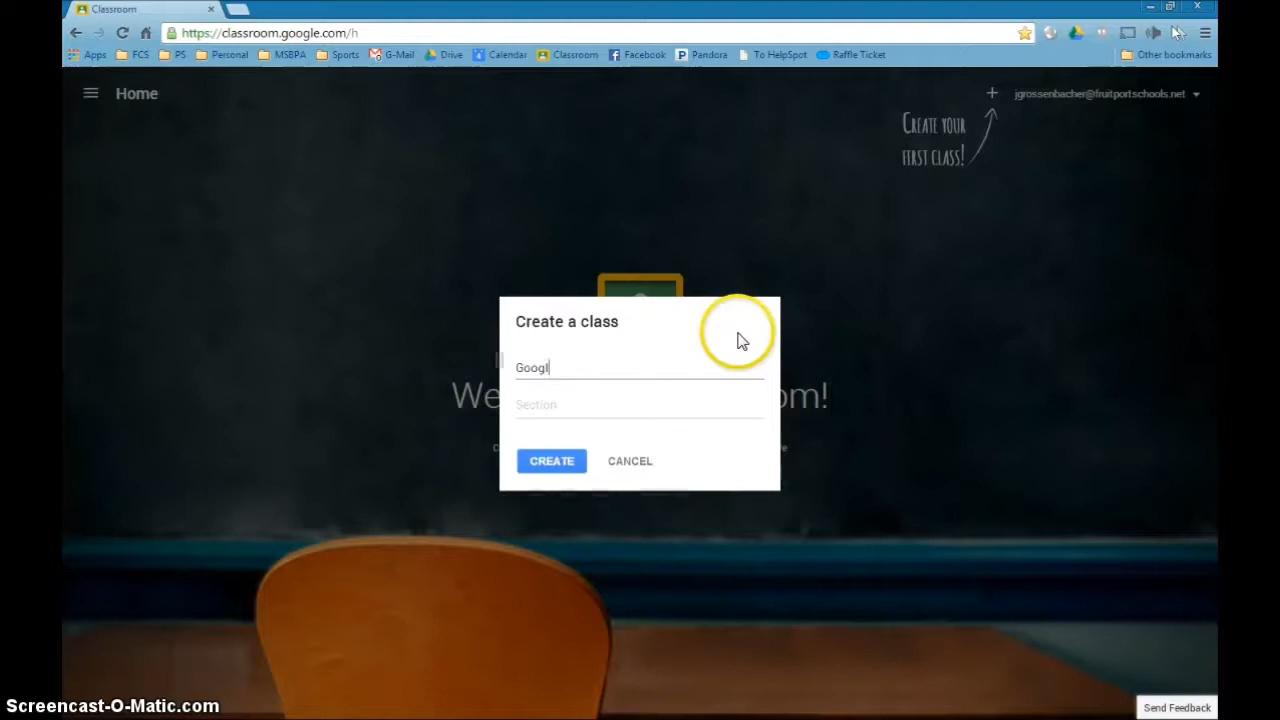 Classroom
https://classroom.google.com/h
Apps FCS PS Personal MSBPA Sports G-Mail Drive Calendar Classroom Facebook Pandora To HelpSpot Raffle Ticket Other bookmarks
Home
jgrossenbacher@fruitportschools.net
CREATE YOUR
FIRST CLASS!
Create a class
Googl
We om!
Section
CREATE CANCEL
Send Feedback
Screencast-O-Matic.com